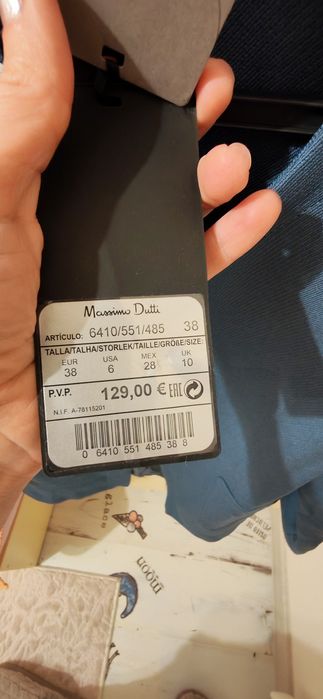 Massimo Dutti
ARTÍCULO: 6410/551/485 38
TALLA/TALHA/STORLEK/TAILLE/GRÖßE/SIZE:
EUR USA MEX UK
38 6 28 10
P.V.P. 129,00 € EAC
N.I.F. A-78115201
0 6410 551 485 38 8
glace